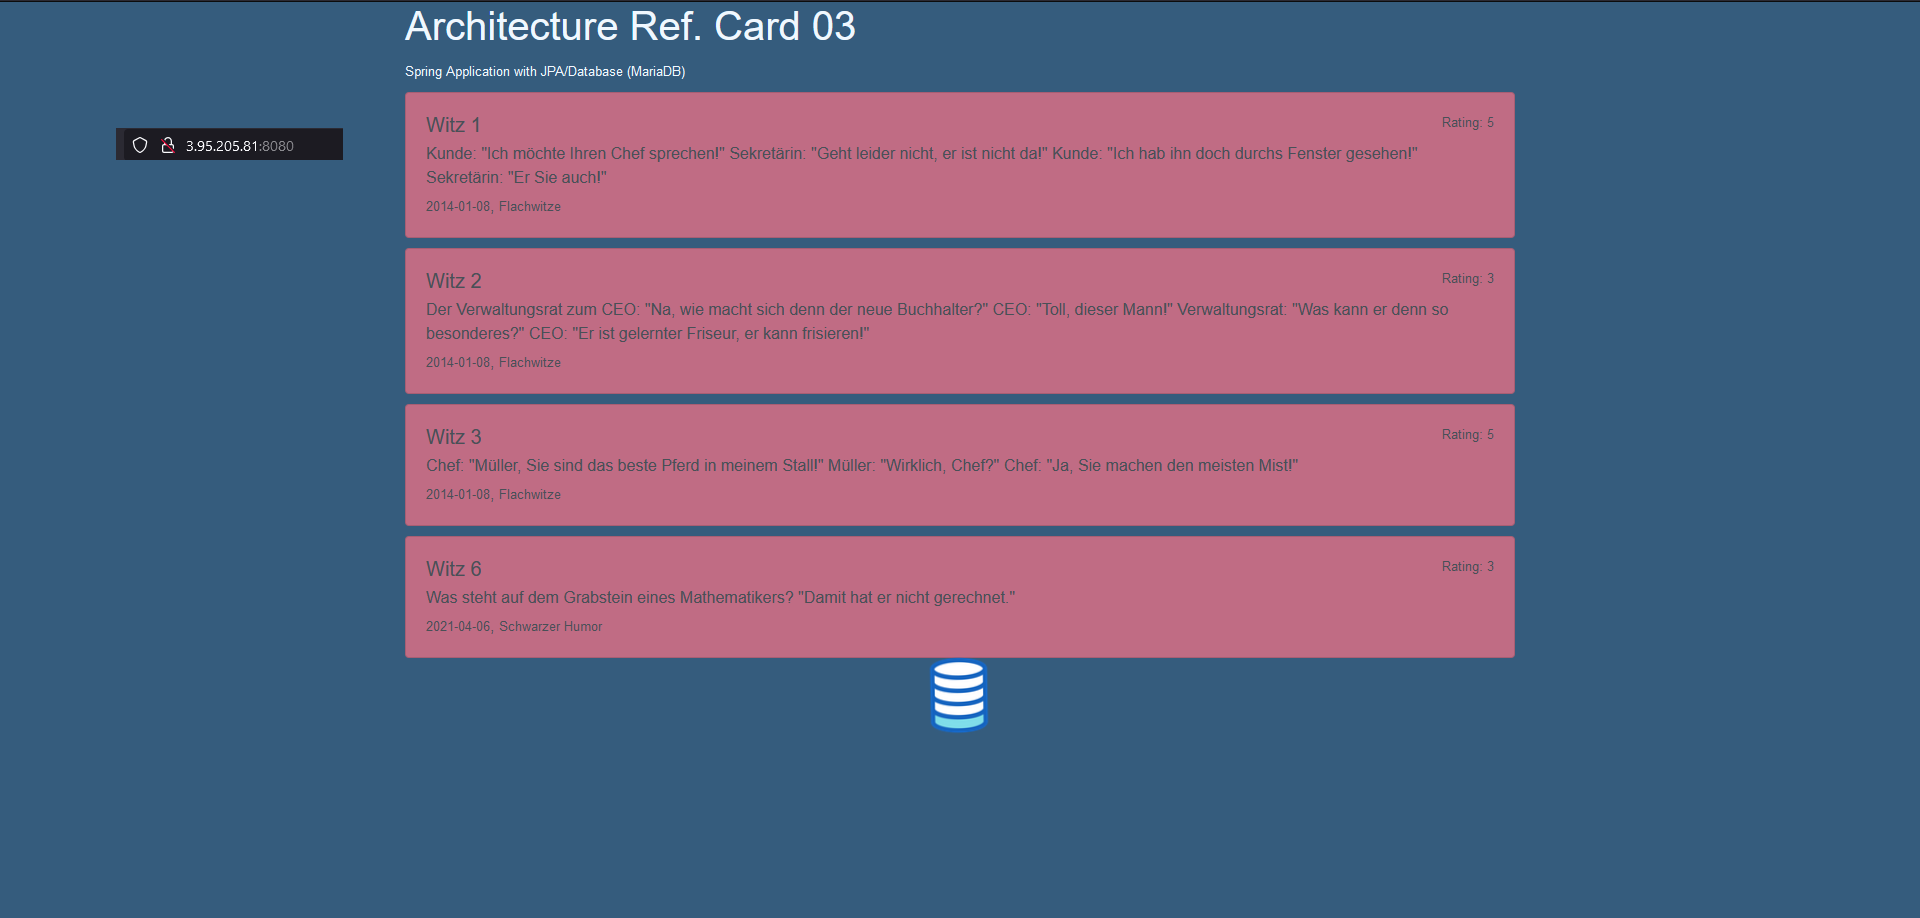 Architecture Ref. Card 03
Spring Application with JPA/Database (MariaDB)
3.95.205.81:8080
Witz 1
Rating: 5
Kunde: "Ich möchte Ihren Chef sprechen!" Sekretärin: "Geht leider nicht, er ist nicht da!" Kunde: "Ich hab ihn doch durchs Fenster gesehen!"
Sekretärin: "Er Sie auch!"
2014-01-08, Flachwitze
Witz 2
Rating: 3
Der Verwaltungsrat zum CEO: "Na, wie macht sich denn der neue Buchhalter?" CEO: "Toll, dieser Mann!" Verwaltungsrat: "Was kann er denn so
besonderes?" CEO: "Er ist gelernter Friseur, er kann frisieren!"
2014-01-08, Flachwitze
Witz 3
Rating: 5
Chef: "Müller, Sie sind das beste Pferd in meinem Stall!" Müller: "Wirklich, Chef?" Chef: "Ja, Sie machen den meisten Mist!"
2014-01-08, Flachwitze
Witz 6
Rating: 3
Was steht auf dem Grabstein eines Mathematikers? "Damit hat er nicht gerechnet."
2021-04-06, Schwarzer Humor